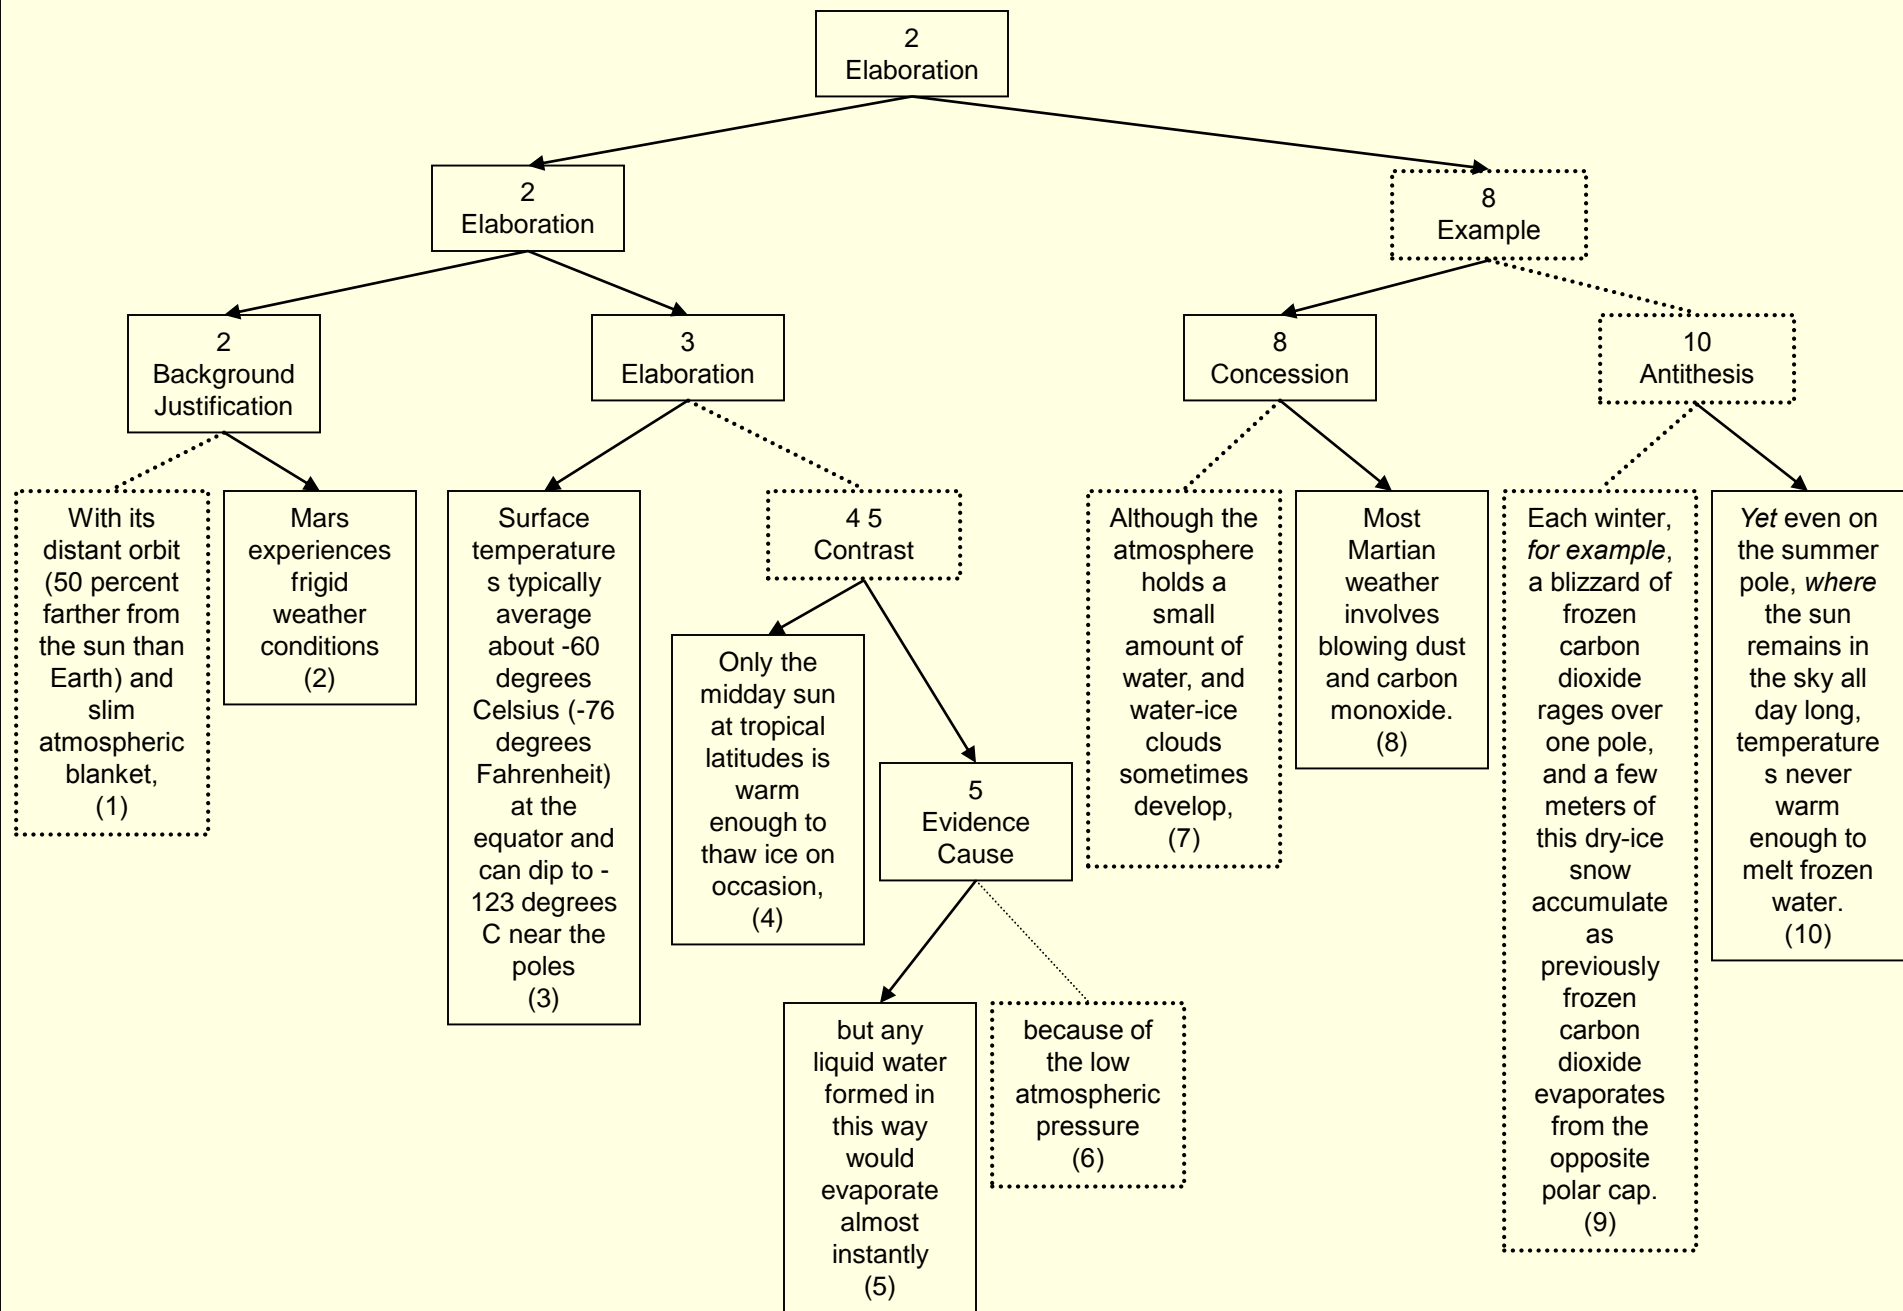 2
Elaboration
2
Elaboration
8
Example
2
Background
Justification
3
Elaboration
8
Concession
10
Antithesis
With its
distant orbit
(50 percent
farther from
the sun than
Earth) and
slim
atmospheric
blanket,
(1)
Mars
experiences
frigid
weather
conditions
(2)
Surface
temperature
s typically
average
about -60
degrees
Celsius (-76
degrees
Fahrenheit)
at the
equator and
can dip to -
123 degrees
C near the
poles
(3)
4 5
Contrast
Only the
midday sun
at tropical
latitudes is
warm
enough to
thaw ice on
occasion,
(4)
5
Evidence
Cause
but any
liquid water
formed in
this way
would
evaporate
almost
instantly
(5)
because of
the low
atmospheric
pressure
(6)
Although the
atmosphere
holds a
small
amount of
water, and
water-ice
clouds
sometimes
develop,
(7)
Most
Martian
weather
involves
blowing dust
and carbon
monoxide.
(8)
Each winter,
for example,
a blizzard of
frozen
carbon
dioxide
rages over
one pole,
and a few
meters of
this dry-ice
snow
accumulate
as
previously
frozen
carbon
dioxide
evaporates
from the
opposite
polar cap.
(9)
Yet even on
the summer
pole, where
the sun
remains in
the sky all
day long,
temperature
s never
warm
enough to
melt frozen
water.
(10)